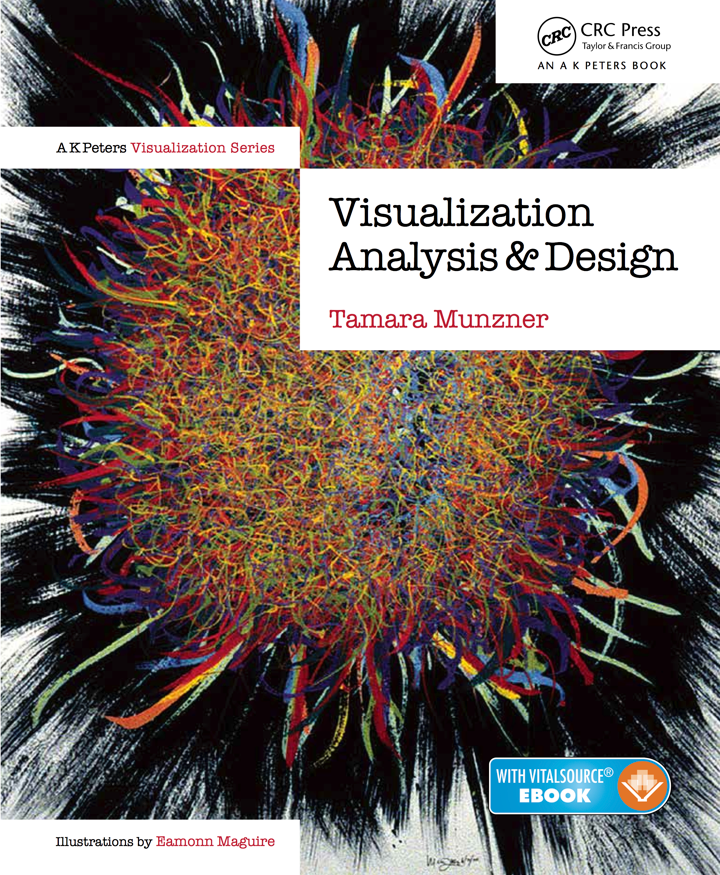 CRC
CRC Press
Taylor & Francis Group
AN A K PETERS BOOK
A K Peters Visualization Series
Visualization
Analysis & Design
Tamara Munzner
WITH VITALSOURCE®
EBOOK
Illustrations by Eamonn Maguire